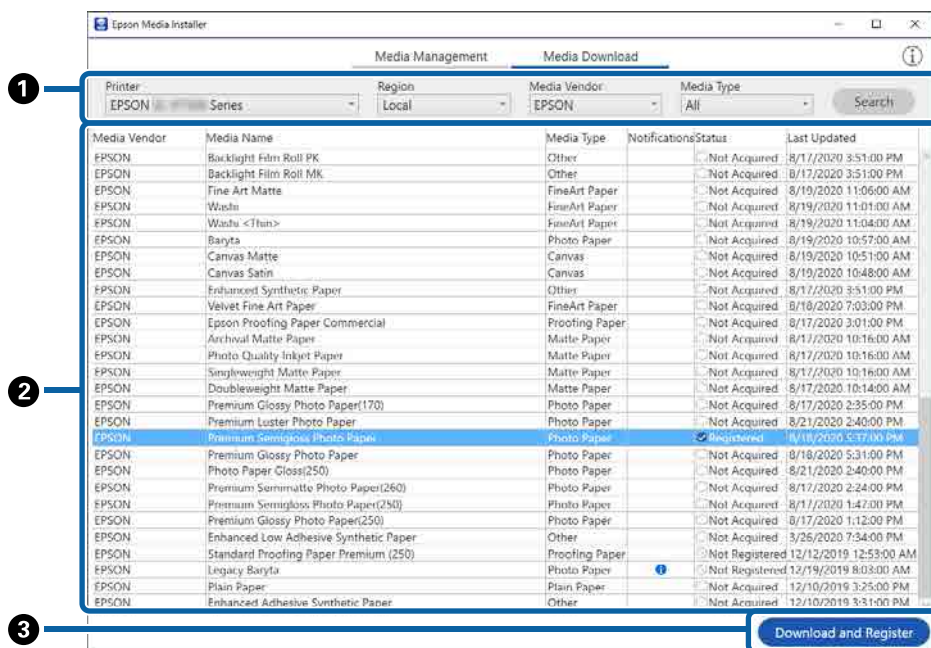 Epson Media Installer
Media Management Media Download
1
Printer Region Media Vendor Media Type
EPSON Series Local EPSON All Search
2
Media Vendor Media Name Media Type Notifications Status Last Updated
EPSON Backlight Film Roll PK Other Not Acquired 8/17/2020 3:51:00 PM
EPSON Backlight Film Roll MK Other Not Acquired 8/17/2020 3:51:00 PM
EPSON Fine Art Matte FineArt Paper Not Acquired 8/19/2020 11:06:00 AM
EPSON Washi FineArt Paper Not Acquired 8/19/2020 11:01:00 AM
EPSON Washi <Thin> FineArt Paper Not Acquired 8/19/2020 11:04:00 AM
EPSON Baryta Photo Paper Not Acquired 8/19/2020 10:57:00 AM
EPSON Canvas Matte Canvas Not Acquired 8/19/2020 10:51:00 AM
EPSON Canvas Satin Canvas Not Acquired 8/19/2020 10:48:00 AM
EPSON Enhanced Synthetic Paper Other Not Acquired 8/17/2020 3:51:00 PM
EPSON Velvet Fine Art Paper FineArt Paper Not Acquired 8/18/2020 7:03:00 PM
EPSON Epson Proofing Paper Commercial Proofing Paper Not Acquired 8/17/2020 3:01:00 PM
EPSON Archival Matte Paper Matte Paper Not Acquired 8/17/2020 10:16:00 AM
EPSON Photo Quality Inkjet Paper Matte Paper Not Acquired 8/17/2020 10:16:00 AM
EPSON Singleweight Matte Paper Matte Paper Not Acquired 8/17/2020 10:16:00 AM
EPSON Doubleweight Matte Paper Matte Paper Not Acquired 8/17/2020 10:14:00 AM
EPSON Premium Glossy Photo Paper(170) Photo Paper Not Acquired 8/17/2020 2:35:00 PM
EPSON Premium Luster Photo Paper Photo Paper Not Acquired 8/21/2020 2:40:00 PM
EPSON Premium Semigloss Photo Paper Photo Paper Registered 8/18/2020 5:37:00 PM
EPSON Premium Glossy Photo Paper Photo Paper Not Acquired 8/18/2020 5:31:00 PM
EPSON Photo Paper Gloss(250) Photo Paper Not Acquired 8/21/2020 2:40:00 PM
EPSON Premium Semimatte Photo Paper(260) Photo Paper Not Acquired 8/17/2020 2:24:00 PM
EPSON Premium Semigloss Photo Paper(250) Photo Paper Not Acquired 8/17/2020 1:47:00 PM
EPSON Premium Glossy Photo Paper(250) Photo Paper Not Acquired 8/17/2020 1:12:00 PM
EPSON Enhanced Low Adhesive Synthetic Paper Other Not Acquired 3/26/2020 7:34:00 PM
EPSON Standard Proofing Paper Premium (250) Proofing Paper Not Registered 12/12/2019 12:53:00 AM
EPSON Legacy Baryta Photo Paper Not Registered 12/19/2019 8:03:00 AM
EPSON Plain Paper Plain Paper Not Acquired 12/10/2019 3:25:00 PM
EPSON Enhanced Adhesive Synthetic Paper Other Not Acquired 12/10/2019 3:31:00 PM
3
Download and Register